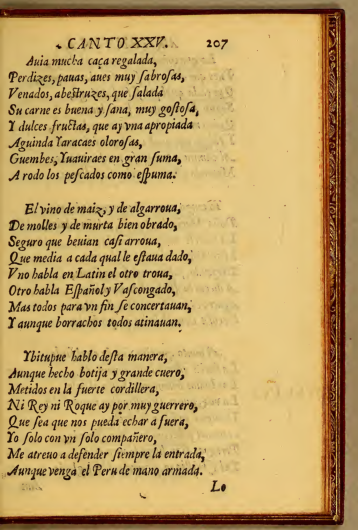 CANTO XXV. 207
Auia mucha caça regalada,
Perdizes, pauas, aues muy ſabroſas,
Venados, abeſtruzes, que ſalada
Su carne es buena y ſana, muy goſtoſa,
Y dulces fructas, que ay vna apropiada
Aguinda Yaracaes oloroſas,
Guembes, Yuauiraes en gran ſuma,
A rodo los peſcados como eſpuma.
El vino de maiz, y de algarroua,
De molles y de murta bien obrado,
Seguro que beuian caſi arroua,
Que media a cada qual le eſtaua dado,
Vno habla en Latin el otro troua,
Otro habla Eſpañol y Vaſcongado,
Mas todos para vn fin ſe concertauan,
Y aunque borrachos todos atinauan.
Ybitupue hablo deſta manera,
Aunque hecho botija y grande cuero,
Metidos en la fuerte cordillera,
Ni Rey ni Roque ay por muy guerrero,
Que ſea que nos pueda echar a fuera,
Yo ſolo con vn ſolo compañero,
Me atreuo a defender ſiempre la entrada,
Aunque venga el Peru de mano armada.
Lo